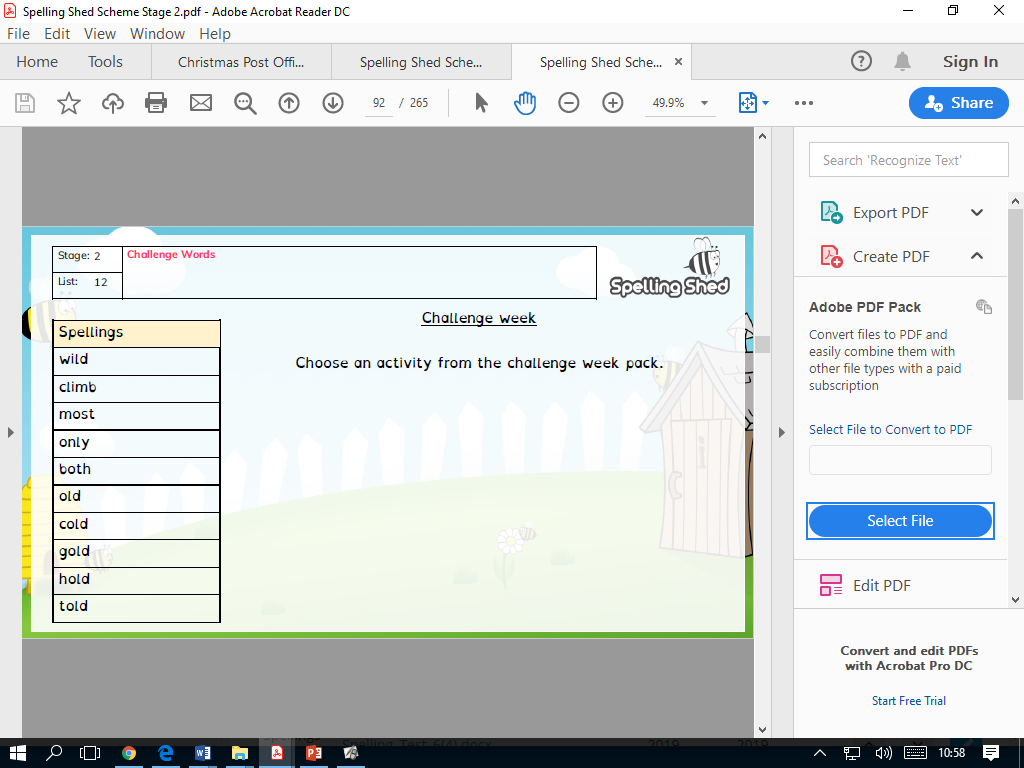 Spelling Shed Scheme Stage 2.pdf - Adobe Acrobat Reader DC
File Edit View Window Help
Home Tools Christmas Post Offi... Spelling Shed Sche... Spelling Shed Sche... Sign In
92 / 265 49.9% Share
Search 'Recognize Text'
Export PDF
Create PDF
Adobe PDF Pack
Convert files to PDF and
easily combine them with
other file types with a paid
subscription
Select File to Convert to PDF
Select File
Edit PDF
Convert and edit PDFs
with Acrobat Pro DC
Start Free Trial
Stage: 2 Challenge Words
List: 12
Spelling Shed
Challenge week
Choose an activity from the challenge week pack.
Spellings
wild
climb
most
only
both
old
cold
gold
hold
told
10:58